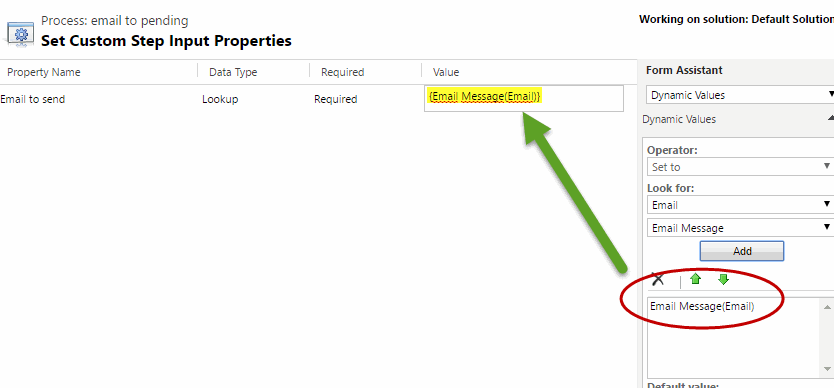 Process: email to pending
Working on solution: Default Solution
Set Custom Step Input Properties
Property Name Data Type Required Value
Email to send Lookup Required {Email Message(Email)}
Form Assistant
Dynamic Values
Dynamic Values
Operator:
Set to
Look for:
Email
Email Message
Add
Email Message(Email)
Default value: